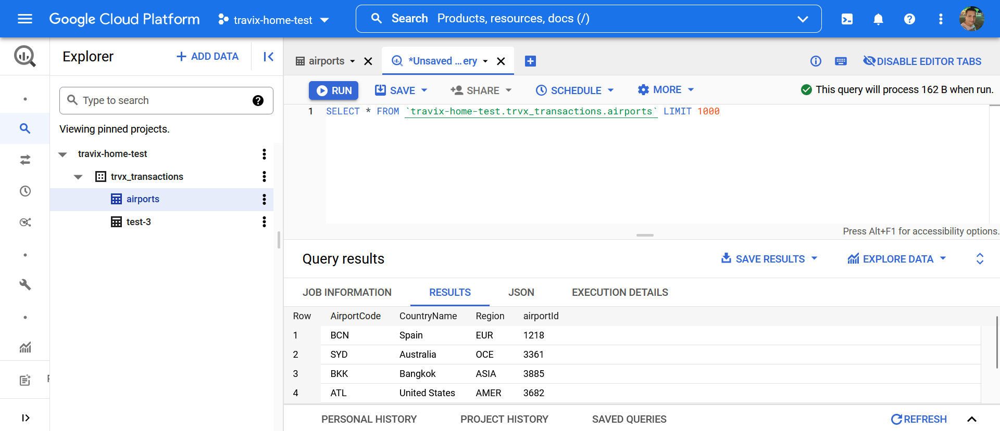 Google Cloud Platform travix-home-test Search Products, resources, docs (/)
Explorer + ADD DATA
airports *Unsaved ...ery DISABLE EDITOR TABS
RUN SAVE SHARE SCHEDULE MORE This query will process 162 B when run.
Type to search
1 SELECT * FROM `travix-home-test.trvx_transactions.airports` LIMIT 1000
Viewing pinned projects.
travix-home-test
trvx_transactions
airports
test-3
Press Alt+F1 for accessibility options.
Query results SAVE RESULTS EXPLORE DATA
JOB INFORMATION RESULTS JSON EXECUTION DETAILS
Row AirportCode CountryName Region airportId
1 BCN Spain EUR 1218
2 SYD Australia OCE 3361
3 BKK Bangkok ASIA 3885
4 ATL United States AMER 3682
PERSONAL HISTORY PROJECT HISTORY SAVED QUERIES REFRESH